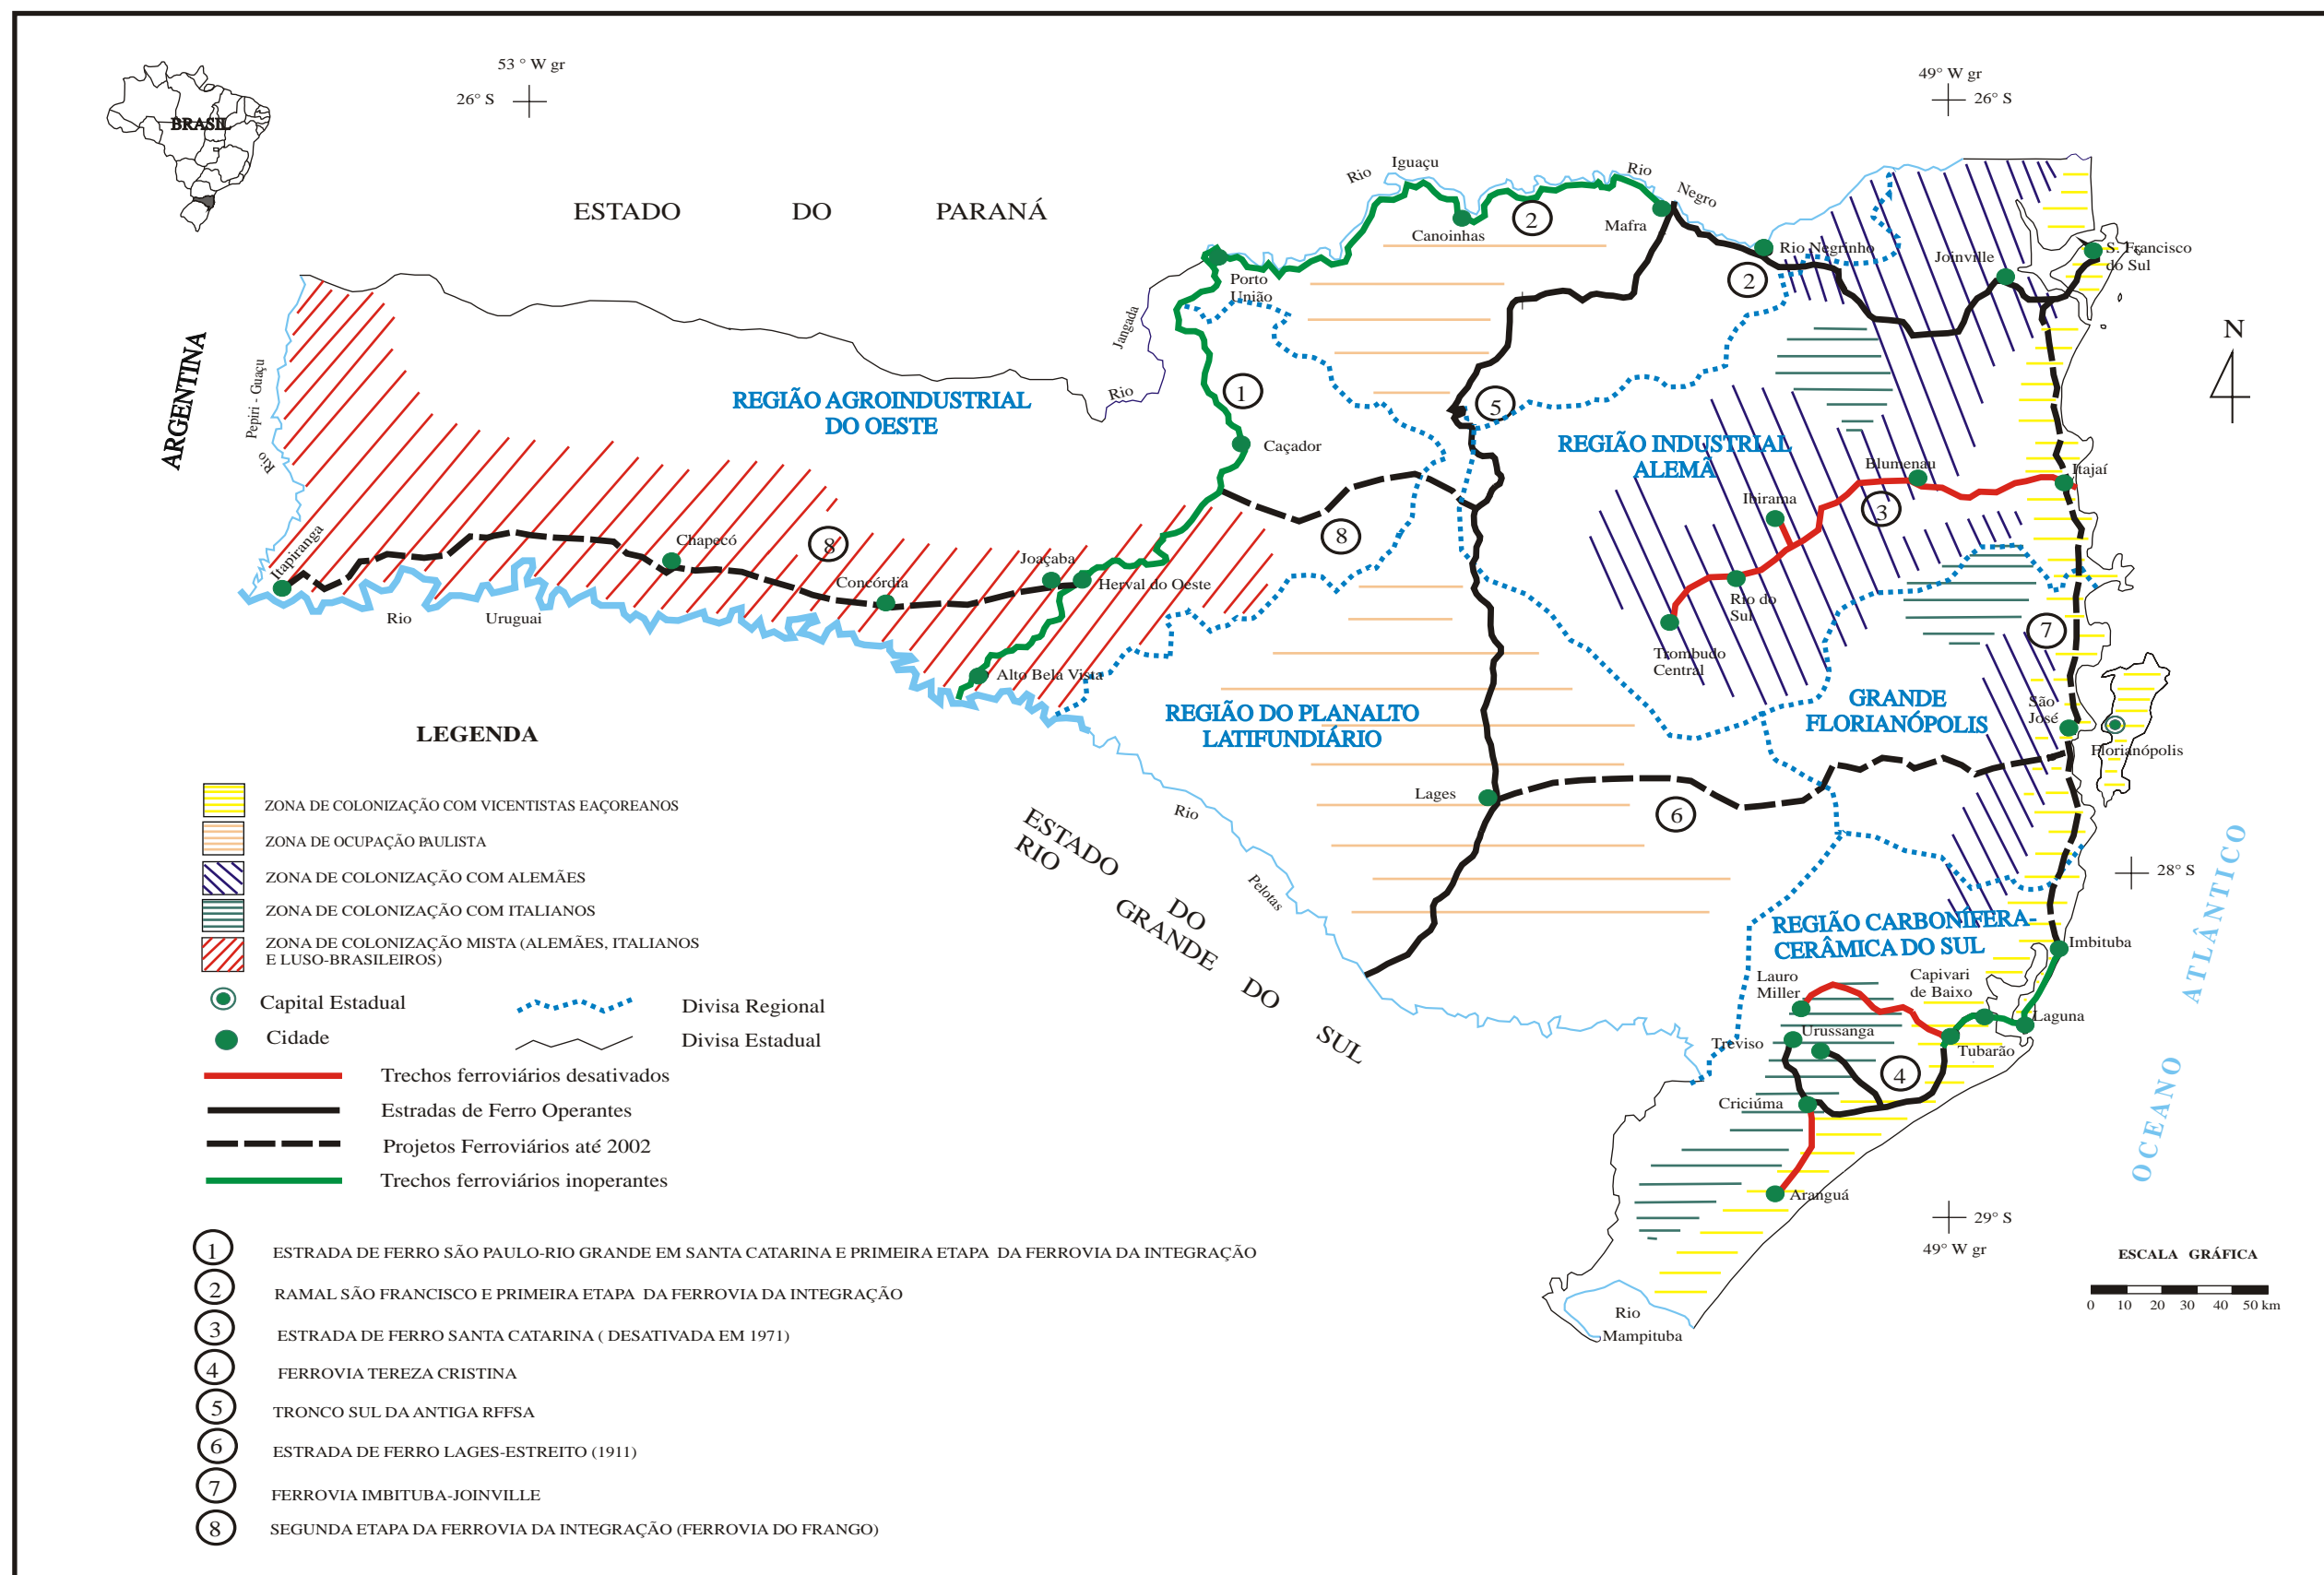 53 ° W gr
26° S
49° W gr
26° S
BRASIL
ESTADO DO PARANÁ
Rio Iguaçu
Rio Negro
Canoinhas
2
Mafra
Rio Negrinho
2
Joinville
S. Francisco
do Sul
Porto
União
Jangada
Rio
ARGENTINA
Rio Pepiri - Guaçu
N
REGIÃO AGROINDUSTRIAL
DO OESTE
1
5
Caçador
REGIÃO INDUSTRIAL
ALEMÃ
Blumenau
Itajaí
Ibirama
3
Itapiranga
Chapecó
8
8
Joaçaba
Concórdia
Herval do Oeste
Rio Uruguai
Rio do
Sul
7
Trombudo
Central
Alto Bela Vista
REGIÃO DO PLANALTO
LATIFUNDIÁRIO
GRANDE
FLORIANÓPOLIS
São
José
Florianópolis
Lages
6
Rio
Pelotas
ESTADO DO
RIO GRANDE DO SUL
28° S
OCEANO ATLÂNTICO
REGIÃO CARBONÍFERA-
CERÂMICA DO SUL
Imbituba
Lauro
Miller
Capivari
de Baixo
Laguna
Urussanga
Treviso
Tubarão
4
Criciúma
Aranguá
29° S
49° W gr
Rio
Mampituba
ESCALA GRÁFICA
0 10 20 30 40 50 km
LEGENDA
ZONA DE COLONIZAÇÃO COM VICENTISTAS EAÇOREANOS
ZONA DE OCUPAÇÃO PAULISTA
ZONA DE COLONIZAÇÃO COM ALEMÃES
ZONA DE COLONIZAÇÃO COM ITALIANOS
ZONA DE COLONIZAÇÃO MISTA (ALEMÃES, ITALIANOS
E LUSO-BRASILEIROS)
Capital Estadual
Divisa Regional
Cidade
Divisa Estadual
Trechos ferroviários desativados
Estradas de Ferro Operantes
Projetos Ferroviários até 2002
Trechos ferroviários inoperantes
1 ESTRADA DE FERRO SÃO PAULO-RIO GRANDE EM SANTA CATARINA E PRIMEIRA ETAPA DA FERROVIA DA INTEGRAÇÃO
2 RAMAL SÃO FRANCISCO E PRIMEIRA ETAPA DA FERROVIA DA INTEGRAÇÃO
3 ESTRADA DE FERRO SANTA CATARINA ( DESATIVADA EM 1971)
4 FERROVIA TEREZA CRISTINA
5 TRONCO SUL DA ANTIGA RFFSA
6 ESTRADA DE FERRO LAGES-ESTREITO (1911)
7 FERROVIA IMBITUBA-JOINVILLE
8 SEGUNDA ETAPA DA FERROVIA DA INTEGRAÇÃO (FERROVIA DO FRANGO)